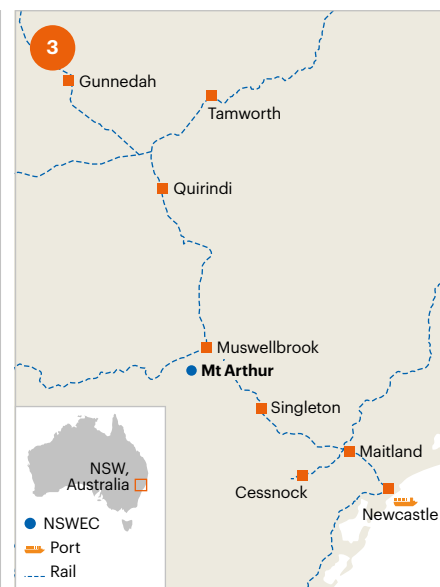 3
Gunnedah
Tamworth
Quirindi
Muswellbrook
Mt Arthur
Singleton
Maitland
Cessnock
Newcastle
NSW,
Australia
NSWEC
Port
Rail